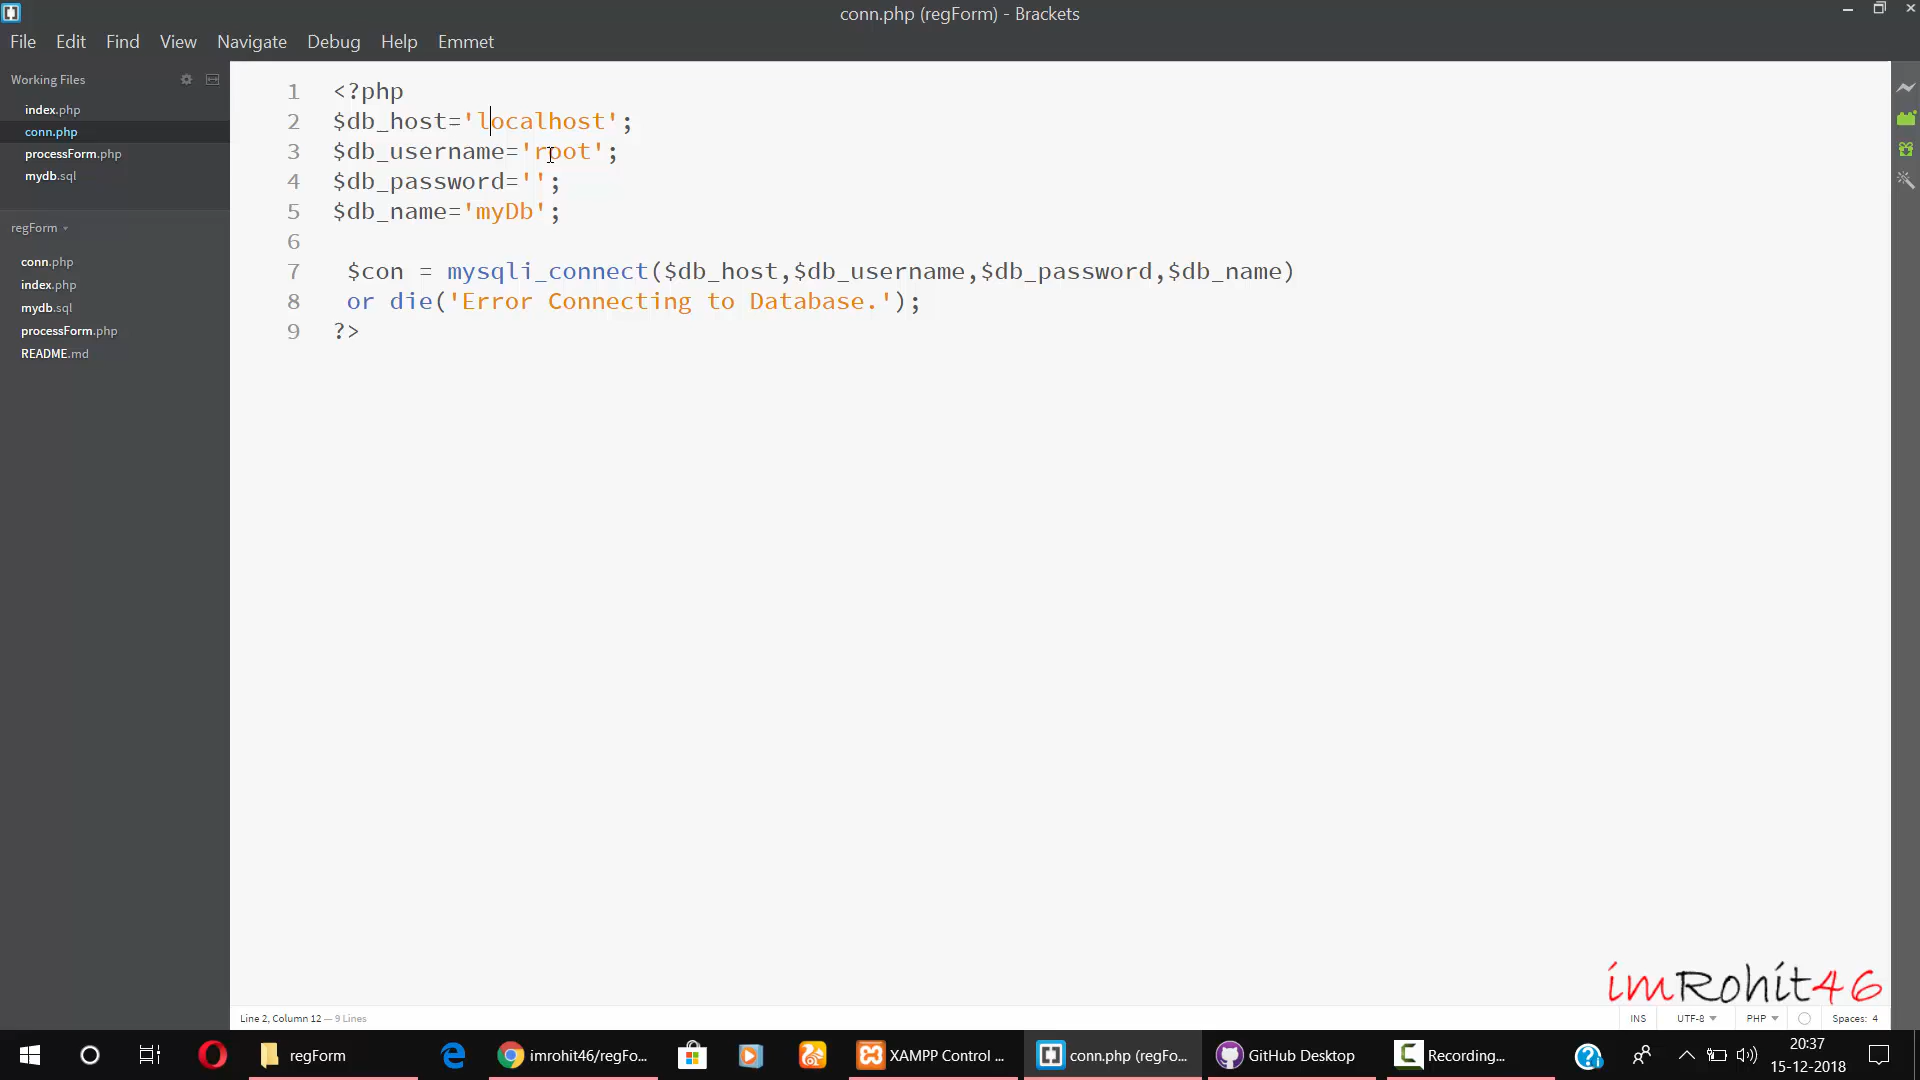 conn.php (regForm) - Brackets
File Edit Find View Navigate Debug Help Emmet
Working Files
index.php
conn.php
processForm.php
mydb.sql
regForm
conn.php
index.php
mydb.sql
processForm.php
README.md
1 <?php
2 $db_host='localhost';
3 $db_username='root';
4 $db_password='';
5 $db_name='myDb';
6
7 $con = mysqli_connect($db_host,$db_username,$db_password,$db_name)
8 or die('Error Connecting to Database.');
9 ?>
imRohit46
Line 2, Column 12 — 9 Lines
INS UTF-8 PHP Spaces: 4
regForm
imrohit46/regFo...
XAMPP Control ...
conn.php (regFo...
GitHub Desktop
Recording...
20:37
15-12-2018